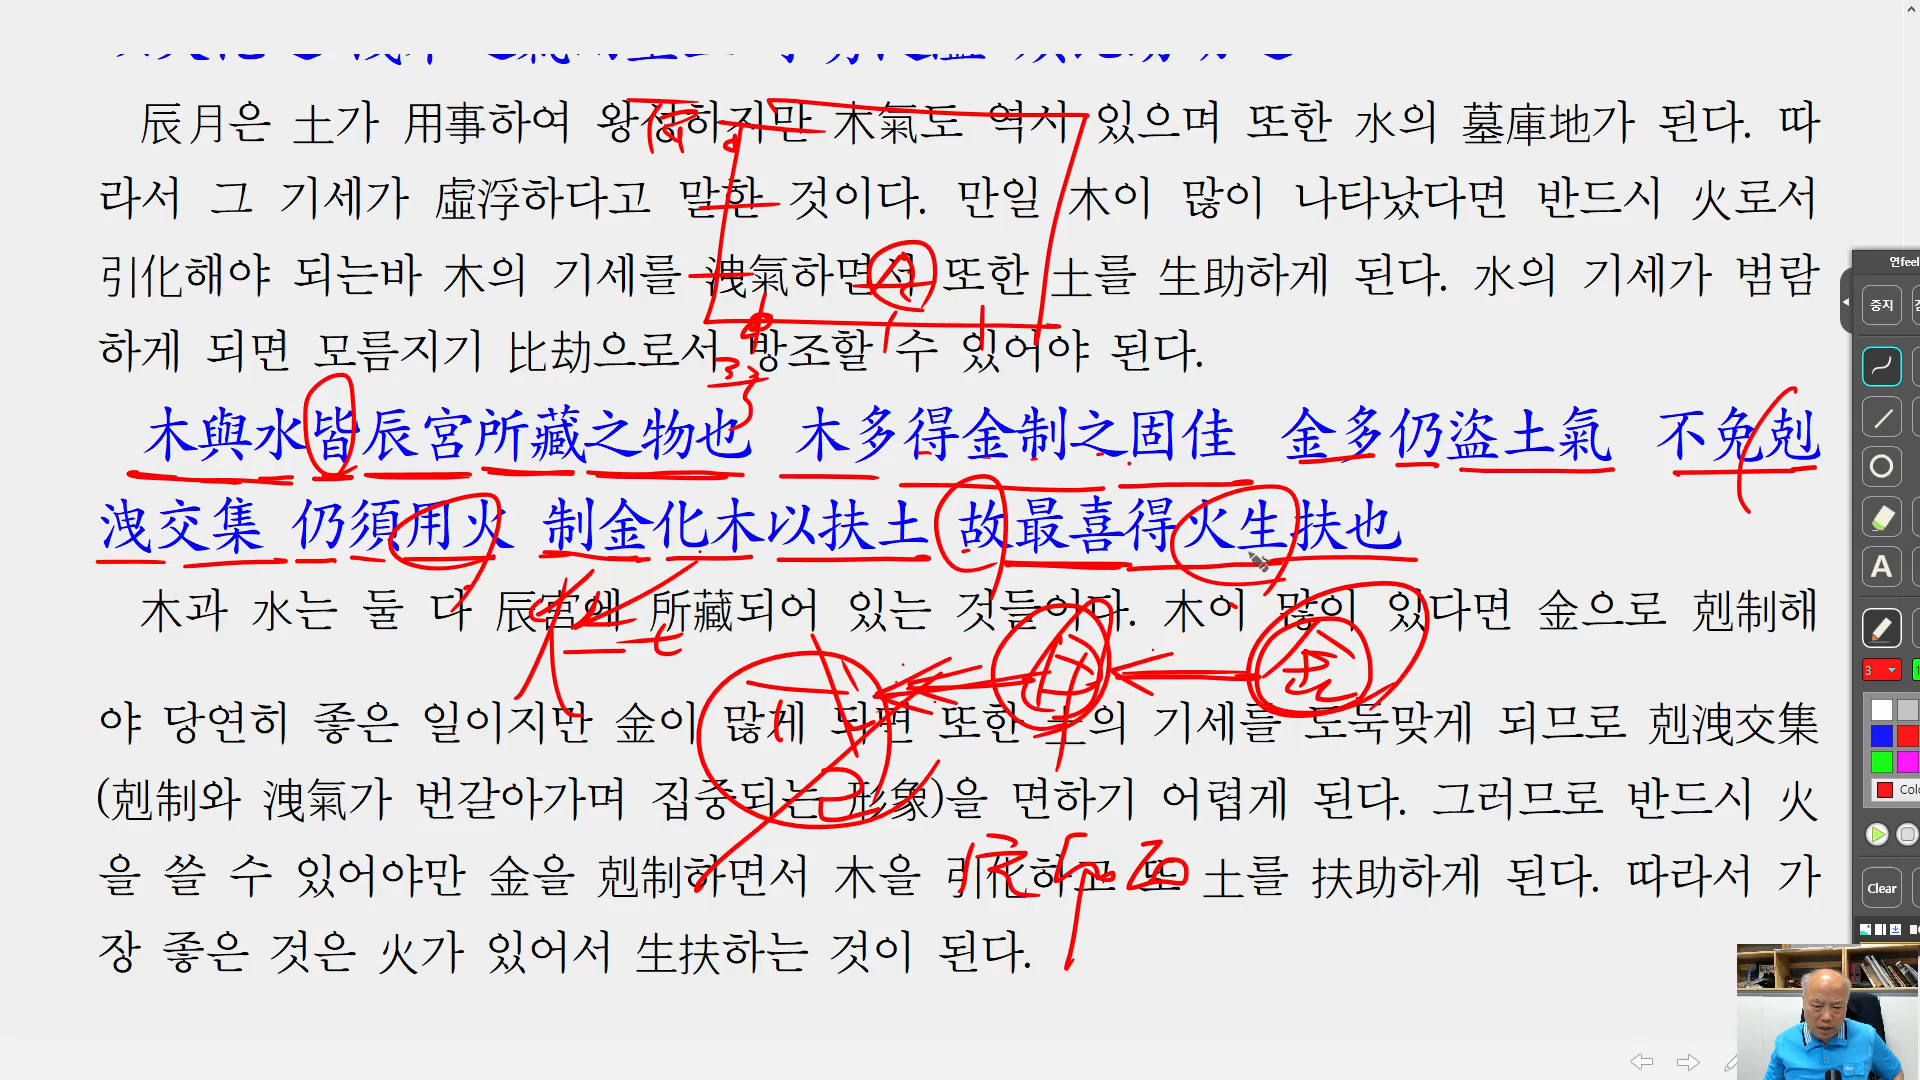 辰月은 土가 用事하여 왕성하지만 木氣도 역시 있으며 또한 水의 墓庫地가 된다. 따
라서 그 기세가 虛浮하다고 말한 것이다. 만일 木이 많이 나타났다면 반드시 火로서
引化해야 되는바 木의 기세를 洩氣하면서 또한 土를 生助하게 된다. 水의 기세가 범람
하게 되면 모름지기 比劫으로서 방조할 수 있어야 된다.
木與水皆辰宮所藏之物也 木多得金制之固佳 金多仍盜土氣 不免剋
洩交集 仍須用火 制金化木以扶土 故最喜得火生扶也
木과 水는 둘 다 辰宮에 所藏되어 있는 것들이다. 木이 많이 있다면 金으로 剋制해
야 당연히 좋은 일이지만 金이 많게 되면 또한 土의 기세를 도둑맞게 되므로 剋洩交集
(剋制와 洩氣가 번갈아가며 집중되는 形象)을 면하기 어렵게 된다. 그러므로 반드시 火
을 쓸 수 있어야만 金을 剋制하면서 木을 引化하고 또 土를 扶助하게 된다. 따라서 가
장 좋은 것은 火가 있어서 生扶하는 것이 된다.
연feel
중지
A
3
Clear